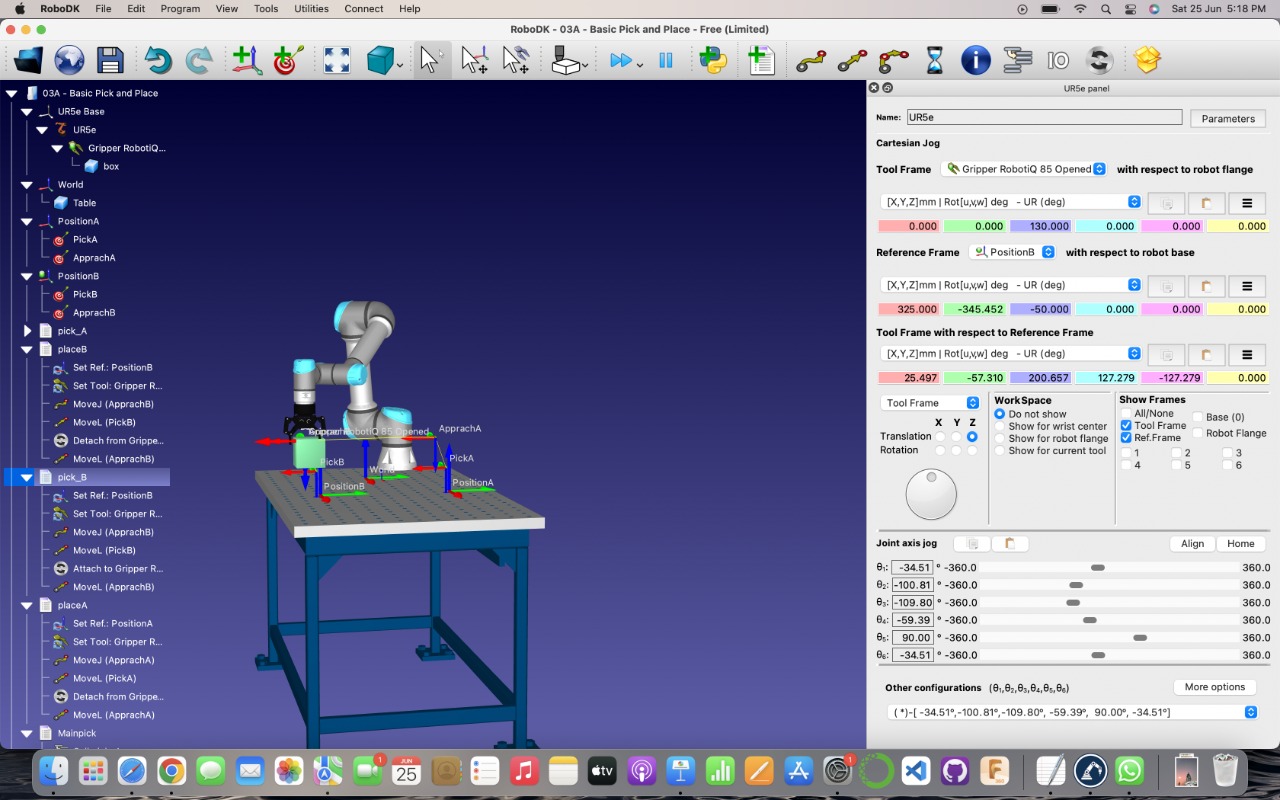 RoboDK File Edit Program View Tools Utilities Connect Help Sat 25 Jun 5:18 PM
RoboDK - 03A - Basic Pick and Place - Free (Limited)
IO
03A - Basic Pick and Place
UR5e Base
UR5e
Gripper RobotiQ...
box
World
Table
PositionA
PickA
ApprachA
PositionB
PickB
ApprachB
pick_A
placeB
Set Ref.: PositionB
Set Tool: Gripper R...
MoveJ (ApprachB)
MoveL (PickB)
Detach from Grippe...
MoveL (ApprachB)
pick_B
Set Ref.: PositionB
Set Tool: Gripper R...
MoveJ (ApprachB)
MoveL (PickB)
Attach to Gripper R...
MoveL (ApprachB)
placeA
Set Ref.: PositionA
Set Tool: Gripper R...
MoveJ (ApprachA)
MoveL (PickA)
Detach from Grippe...
MoveL (ApprachA)
Mainpick
RobotiQ 85 Opened
ApprachA
PickB
PickA
World
PositionB
PositionA
UR5e panel
Name: UR5e Parameters
Cartesian Jog
Tool Frame Gripper RobotiQ 85 Opened with respect to robot flange
[X,Y,Z]mm | Rot[u,v,w] deg - UR (deg)
0.000 0.000 130.000 0.000 0.000 0.000
Reference Frame PositionB with respect to robot base
[X,Y,Z]mm | Rot[u,v,w] deg - UR (deg)
325.000 -345.452 -50.000 0.000 0.000 0.000
Tool Frame with respect to Reference Frame
[X,Y,Z]mm | Rot[u,v,w] deg - UR (deg)
25.497 -57.310 200.657 127.279 -127.279 0.000
Tool Frame
X Y Z
Translation
Rotation
WorkSpace
Do not show
Show for wrist center
Show for robot flange
Show for current tool
Show Frames
All/None Base (0)
Tool Frame
Ref.Frame Robot Flange
1 2 3
4 5 6
Joint axis jog Align Home
θ₁: -34.51 ° -360.0 360.0
θ₂: -100.81 ° -360.0 360.0
θ₃: -109.80 ° -360.0 360.0
θ₄: -59.39 ° -360.0 360.0
θ₅: 90.00 ° -360.0 360.0
θ₆: -34.51 ° -360.0 360.0
Other configurations (θ₁,θ₂,θ₃,θ₄,θ₅,θ₆) More options
( *)-[ -34.51°,-100.81°,-109.80°, -59.39°, 90.00°, -34.51°]
1
JUN
25
tv
1